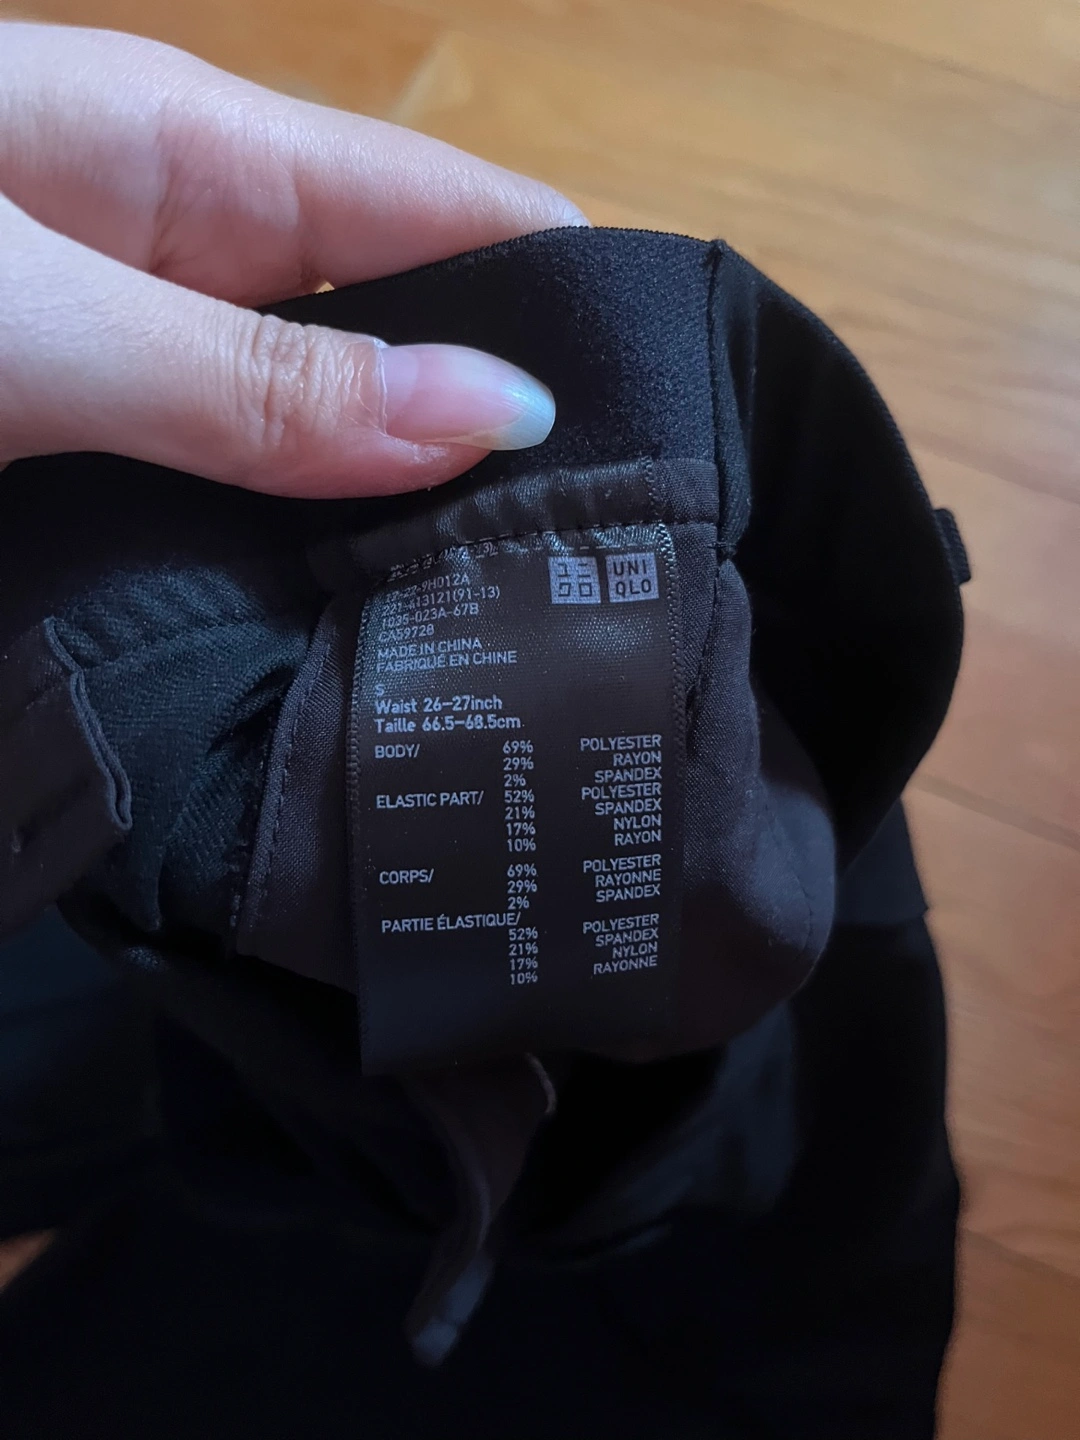 UNI
QLO
221-413121(91-13)
1035-023A-67B
CA59728
MADE IN CHINA
FABRIQUÉ EN CHINE
S
Waist 26-27inch
Taille 66.5-68.5cm
BODY/ 69% POLYESTER
29% RAYON
2% SPANDEX
ELASTIC PART/ 52% POLYESTER
21% SPANDEX
17% NYLON
10% RAYON
CORPS/ 69% POLYESTER
29% RAYONNE
2% SPANDEX
PARTIE ÉLASTIQUE/
52% POLYESTER
21% SPANDEX
17% NYLON
10% RAYONNE